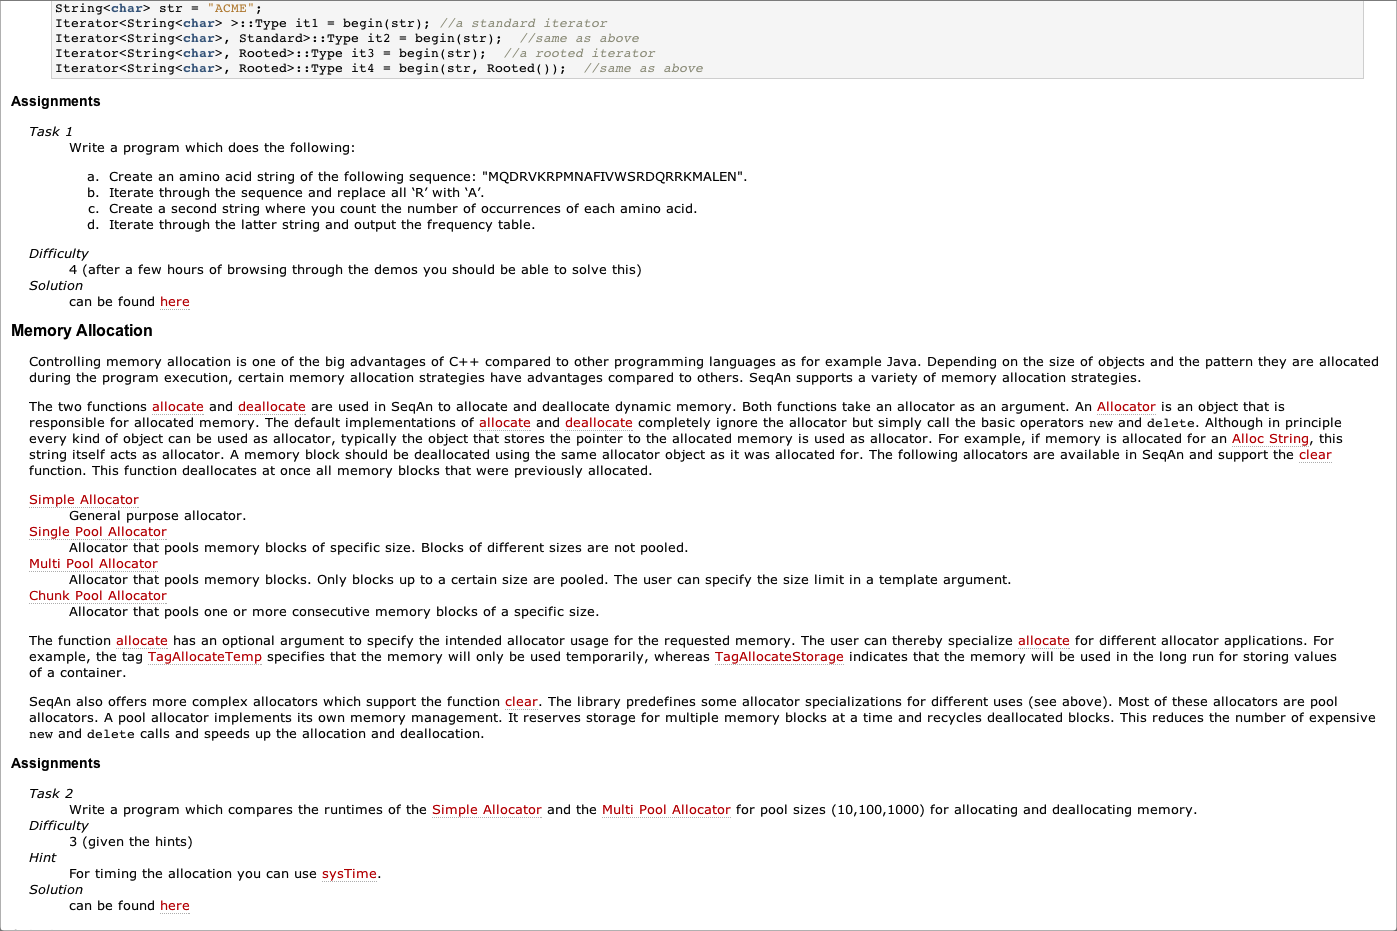 String<char> str = "ACME";
Iterator<String<char> >::Type it1 = begin(str); //a standard iterator
Iterator<String<char>, Standard>::Type it2 = begin(str);  //same as above
Iterator<String<char>, Rooted>::Type it3 = begin(str);  //a rooted iterator
Iterator<String<char>, Rooted>::Type it4 = begin(str, Rooted());  //same as above
Assignments
Task 1
Write a program which does the following:
a. Create an amino acid string of the following sequence: "MQDRVKRPMNAFIVWSRDQRRKMALEN".
b. Iterate through the sequence and replace all ‘R’ with ‘A’.
c. Create a second string where you count the number of occurrences of each amino acid.
d. Iterate through the latter string and output the frequency table.
Difficulty
4 (after a few hours of browsing through the demos you should be able to solve this)
Solution
can be found here
Memory Allocation
Controlling memory allocation is one of the big advantages of C++ compared to other programming languages as for example Java. Depending on the size of objects and the pattern they are allocated
during the program execution, certain memory allocation strategies have advantages compared to others. SeqAn supports a variety of memory allocation strategies.
The two functions allocate and deallocate are used in SeqAn to allocate and deallocate dynamic memory. Both functions take an allocator as an argument. An Allocator is an object that is
responsible for allocated memory. The default implementations of allocate and deallocate completely ignore the allocator but simply call the basic operators new and delete. Although in principle
every kind of object can be used as allocator, typically the object that stores the pointer to the allocated memory is used as allocator. For example, if memory is allocated for an Alloc String, this
string itself acts as allocator. A memory block should be deallocated using the same allocator object as it was allocated for. The following allocators are available in SeqAn and support the clear
function. This function deallocates at once all memory blocks that were previously allocated.
Simple Allocator
General purpose allocator.
Single Pool Allocator
Allocator that pools memory blocks of specific size. Blocks of different sizes are not pooled.
Multi Pool Allocator
Allocator that pools memory blocks. Only blocks up to a certain size are pooled. The user can specify the size limit in a template argument.
Chunk Pool Allocator
Allocator that pools one or more consecutive memory blocks of a specific size.
The function allocate has an optional argument to specify the intended allocator usage for the requested memory. The user can thereby specialize allocate for different allocator applications. For
example, the tag TagAllocateTemp specifies that the memory will only be used temporarily, whereas TagAllocateStorage indicates that the memory will be used in the long run for storing values
of a container.
SeqAn also offers more complex allocators which support the function clear. The library predefines some allocator specializations for different uses (see above). Most of these allocators are pool
allocators. A pool allocator implements its own memory management. It reserves storage for multiple memory blocks at a time and recycles deallocated blocks. This reduces the number of expensive
new and delete calls and speeds up the allocation and deallocation.
Assignments
Task 2
Write a program which compares the runtimes of the Simple Allocator and the Multi Pool Allocator for pool sizes (10,100,1000) for allocating and deallocating memory.
Difficulty
3 (given the hints)
Hint
For timing the allocation you can use sysTime.
Solution
can be found here